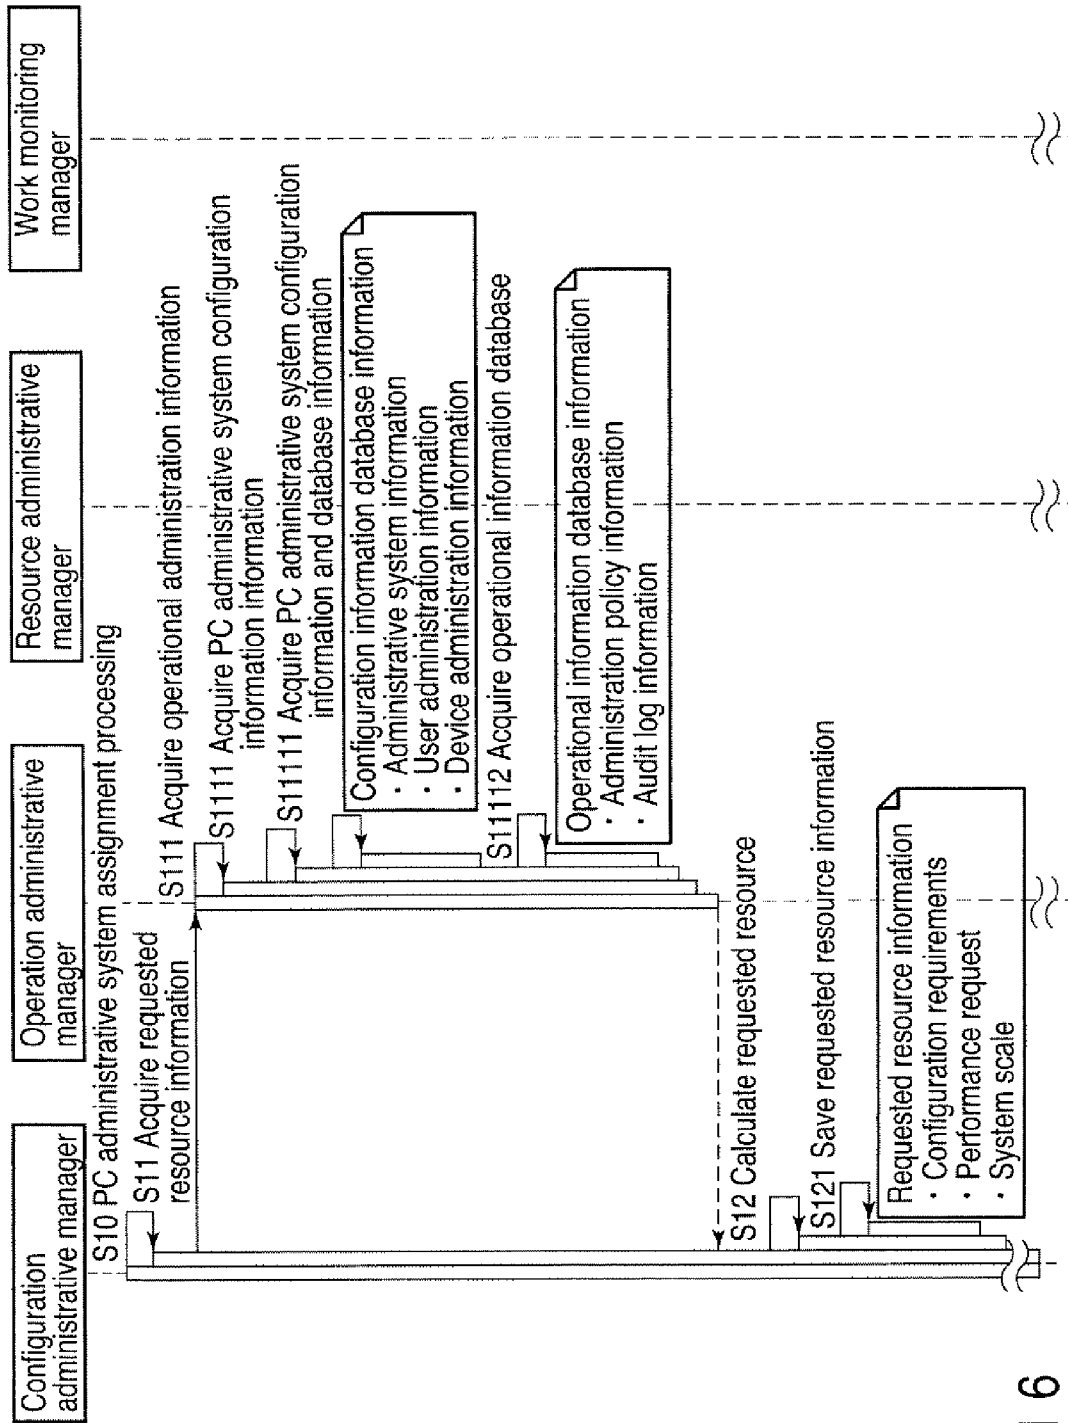 Configuration
administrative manager
Operation administrative
manager
Resource administrative
manager
Work monitoring
manager
S10 PC administrative system assignment processing
S11 Acquire requested
resource information
S111 Acquire operational administration information
S1111 Acquire PC administrative system configuration
information information
S11111 Acquire PC administrative system configuration
information and database information
Configuration information database information
· Administrative system information
· User administration information
· Device administration information
S11112 Acquire operational information database
Operational information database information
· Administration policy information
· Audit log information
S12 Calculate requested resource
S121 Save requested resource information
Requested resource information
· Configuration requirements
· Performance request
· System scale
6